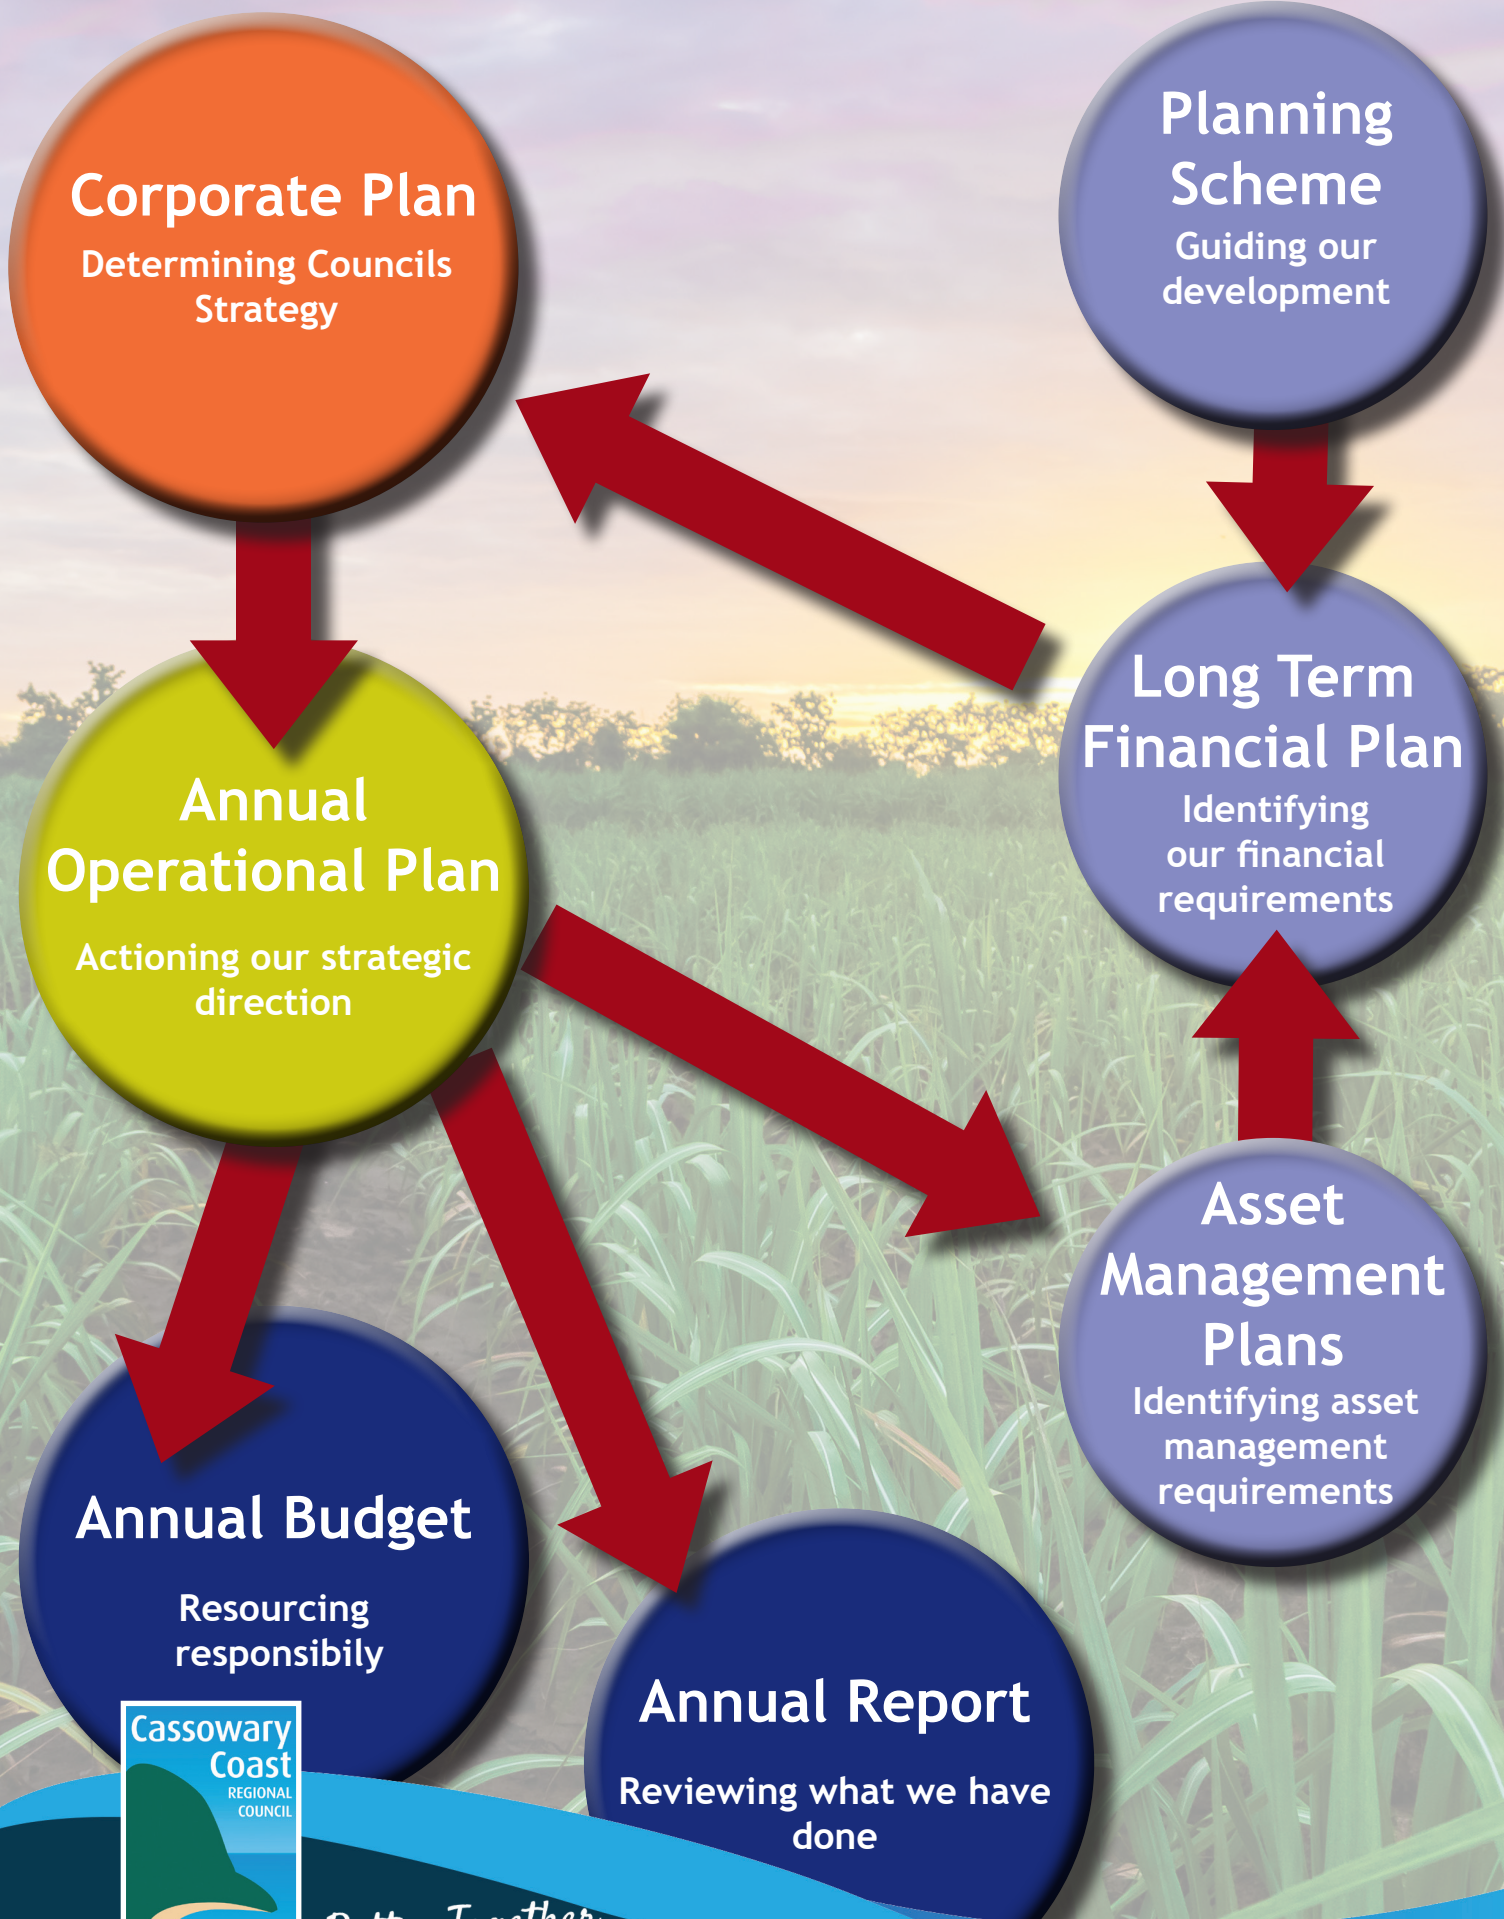 Corporate Plan
Determining Councils
Strategy
Planning
Scheme
Guiding our
development
Long Term
Financial Plan
Identifying
our financial
requirements
Annual
Operational Plan
Actioning our strategic
direction
Asset
Management
Plans
Identifying asset
management
requirements
Annual Budget
Resourcing
responsibily
Annual Report
Reviewing what we have
done
Cassowary
Coast
REGIONAL
COUNCIL
Together